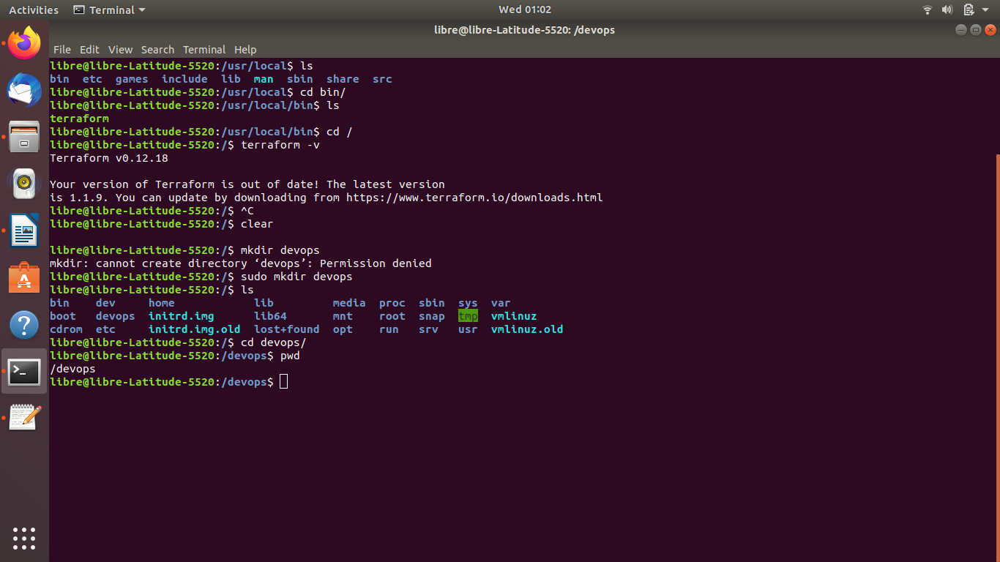 Activities Terminal Wed 01:02
libre@libre-Latitude-5520: /devops
File Edit View Search Terminal Help
libre@libre-Latitude-5520:/usr/local$ ls
bin etc games include lib man sbin share src
libre@libre-Latitude-5520:/usr/local$ cd bin/
libre@libre-Latitude-5520:/usr/local/bin$ ls
terraform
libre@libre-Latitude-5520:/usr/local/bin$ cd /
libre@libre-Latitude-5520:/$ terraform -v
Terraform v0.12.18
Your version of Terraform is out of date! The latest version
is 1.1.9. You can update by downloading from https://www.terraform.io/downloads.html
libre@libre-Latitude-5520:/$ ^C
libre@libre-Latitude-5520:/$ clear
libre@libre-Latitude-5520:/$ mkdir devops
mkdir: cannot create directory ‘devops’: Permission denied
libre@libre-Latitude-5520:/$ sudo mkdir devops
libre@libre-Latitude-5520:/$ ls
bin dev home lib media proc sbin sys var
boot devops initrd.img lib64 mnt root snap tmp vmlinuz
cdrom etc initrd.img.old lost+found opt run srv usr vmlinuz.old
libre@libre-Latitude-5520:/$ cd devops/
libre@libre-Latitude-5520:/devops$ pwd
/devops
libre@libre-Latitude-5520:/devops$